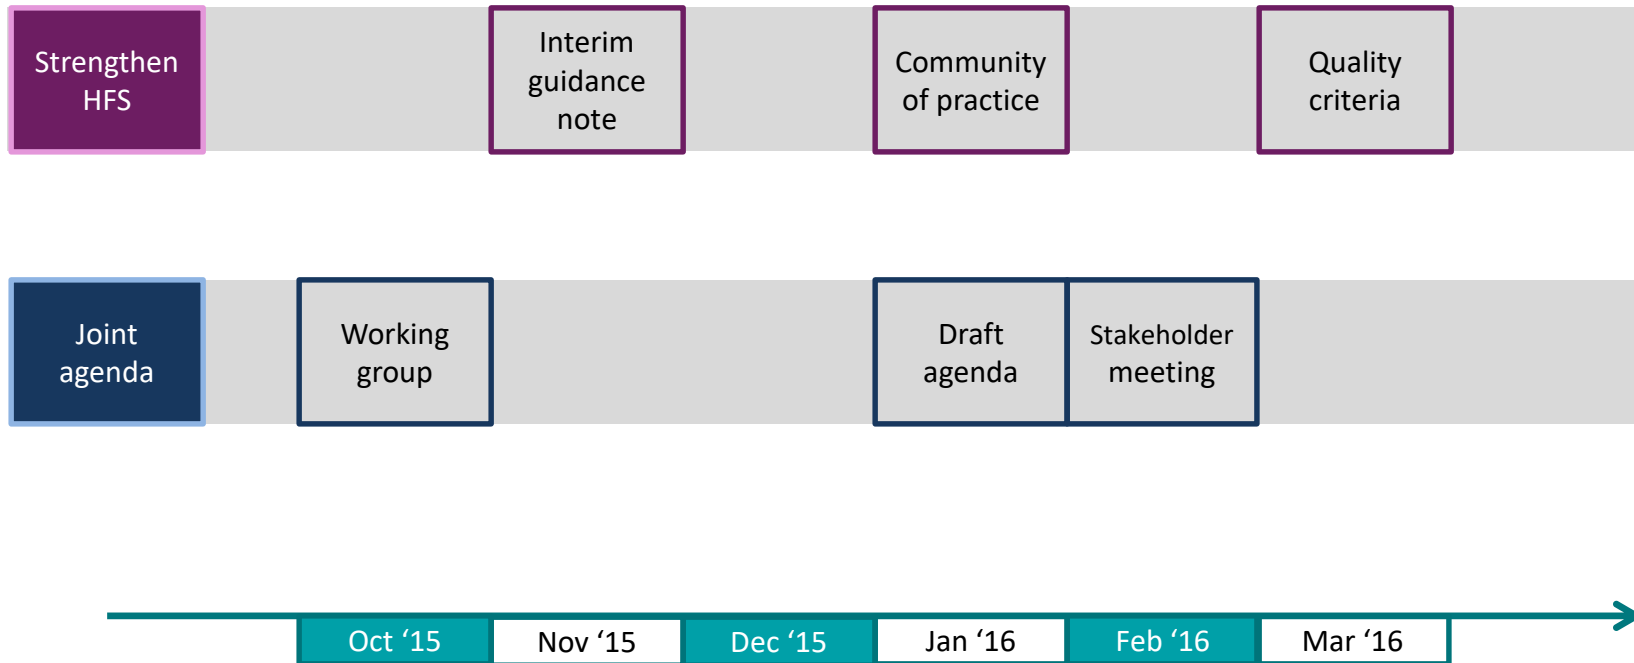 Strengthen
HFS
Interim
guidance
note
Community
of practice
Quality
criteria
Joint
agenda
Working
group
Draft
agenda
Stakeholder
meeting
Oct ‘15
Nov ‘15
Dec ‘15
Jan ‘16
Feb ‘16
Mar ‘16